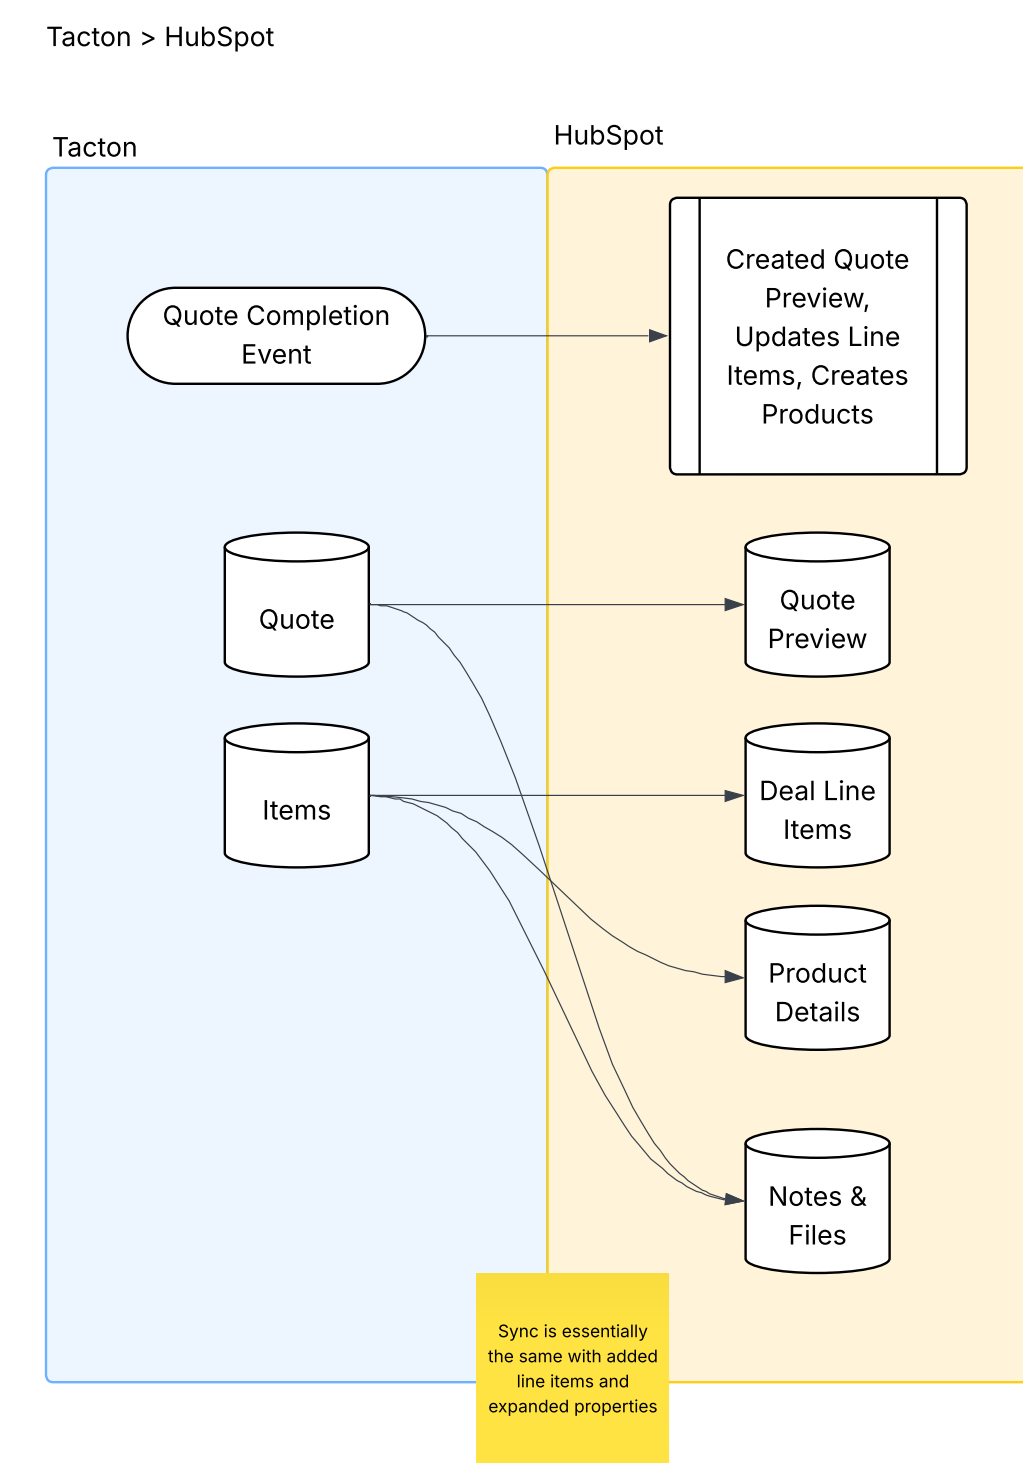 Tacton > HubSpot
Tacton
HubSpot
Quote Completion
Event
Created Quote
Preview,
Updates Line
Items, Creates
Products
Quote
Quote
Preview
Items
Deal Line
Items
Product
Details
Notes &
Files
Sync is essentially
the same with added
line items and
expanded properties